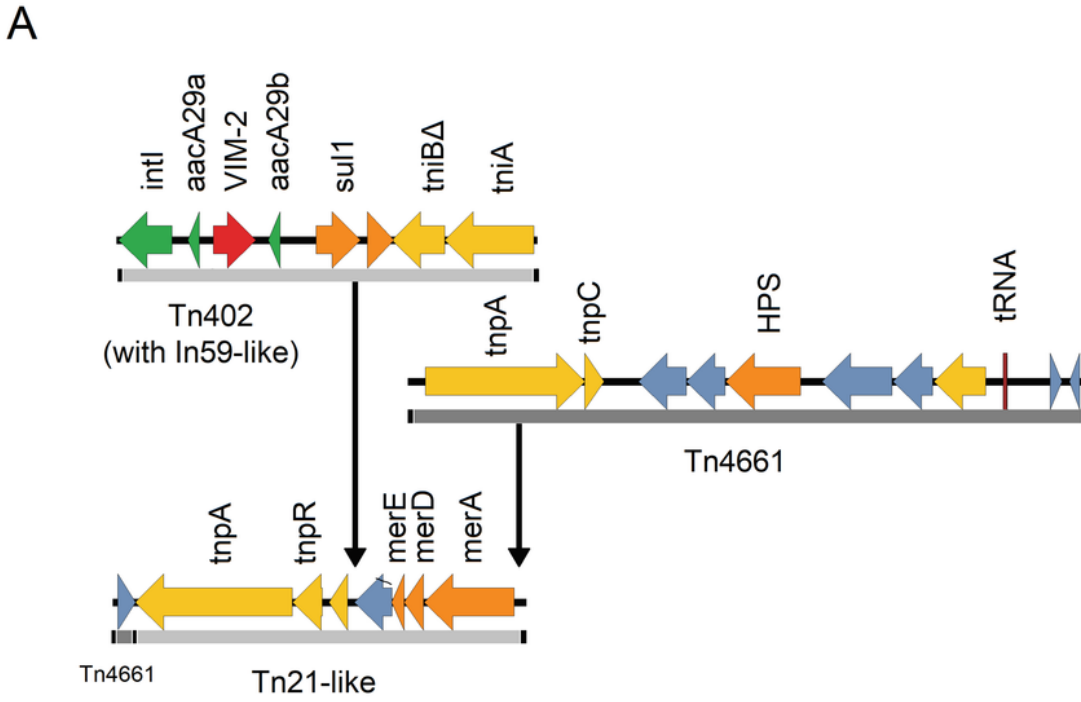 A
intI
aacA29a
VIM-2
aacA29b
sul1
tniBΔ
tniA
Tn402
(with In59-like)
tnpA
tnpC
HPS
tRNA
Tn4661
tnpA
tnpR
merE
merD
merA
Tn4661
Tn21-like